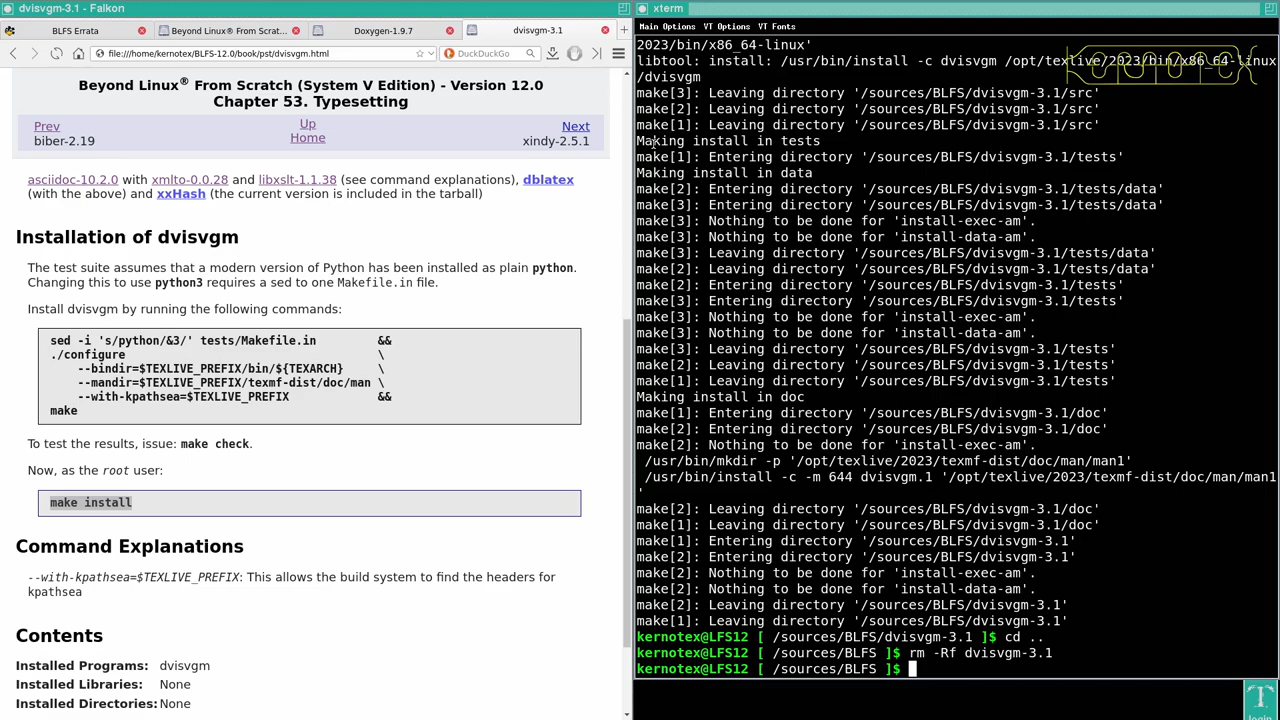 dvisvgm-3.1 - Falkon
BLFS Errata
Beyond Linux® From Scrat...
Doxygen-1.9.7
dvisvgm-3.1
file:///home/kernotex/BLFS-12.0/book/pst/dvisvgm.html
DuckDuckGo
Beyond Linux® From Scratch (System V Edition) - Version 12.0
Chapter 53. Typesetting
Prev
Up
Next
biber-2.19
Home
xindy-2.5.1
asciidoc-10.2.0 with xmlto-0.0.28 and libxslt-1.1.38 (see command explanations), dblatex
(with the above) and xxHash (the current version is included in the tarball)
Installation of dvisvgm
The test suite assumes that a modern version of Python has been installed as plain python.
Changing this to use python3 requires a sed to one Makefile.in file.
Install dvisvgm by running the following commands:
sed -i 's/python/&3/' tests/Makefile.in &&
./configure \
--bindir=$TEXLIVE_PREFIX/bin/${TEXARCH} \
--mandir=$TEXLIVE_PREFIX/texmf-dist/doc/man \
--with-kpathsea=$TEXLIVE_PREFIX &&
make
To test the results, issue: make check.
Now, as the root user:
make install
Command Explanations
--with-kpathsea=$TEXLIVE_PREFIX: This allows the build system to find the headers for
kpathsea
Contents
Installed Programs: dvisvgm
Installed Libraries: None
Installed Directories: None
xterm
Main Options VT Options VT Fonts
2023/bin/x86_64-linux'
libtool: install: /usr/bin/install -c dvisvgm /opt/texlive/2023/bin/x86_64-linux
/dvisvgm
make[3]: Leaving directory '/sources/BLFS/dvisvgm-3.1/src'
make[2]: Leaving directory '/sources/BLFS/dvisvgm-3.1/src'
make[1]: Leaving directory '/sources/BLFS/dvisvgm-3.1/src'
Making install in tests
make[1]: Entering directory '/sources/BLFS/dvisvgm-3.1/tests'
Making install in data
make[2]: Entering directory '/sources/BLFS/dvisvgm-3.1/tests/data'
make[3]: Entering directory '/sources/BLFS/dvisvgm-3.1/tests/data'
make[3]: Nothing to be done for 'install-exec-am'.
make[3]: Nothing to be done for 'install-data-am'.
make[3]: Leaving directory '/sources/BLFS/dvisvgm-3.1/tests/data'
make[2]: Leaving directory '/sources/BLFS/dvisvgm-3.1/tests/data'
make[2]: Entering directory '/sources/BLFS/dvisvgm-3.1/tests'
make[3]: Entering directory '/sources/BLFS/dvisvgm-3.1/tests'
make[3]: Nothing to be done for 'install-exec-am'.
make[3]: Nothing to be done for 'install-data-am'.
make[3]: Leaving directory '/sources/BLFS/dvisvgm-3.1/tests'
make[2]: Leaving directory '/sources/BLFS/dvisvgm-3.1/tests'
make[1]: Leaving directory '/sources/BLFS/dvisvgm-3.1/tests'
Making install in doc
make[1]: Entering directory '/sources/BLFS/dvisvgm-3.1/doc'
make[2]: Entering directory '/sources/BLFS/dvisvgm-3.1/doc'
make[2]: Nothing to be done for 'install-exec-am'.
/usr/bin/mkdir -p '/opt/texlive/2023/texmf-dist/doc/man/man1'
/usr/bin/install -c -m 644 dvisvgm.1 '/opt/texlive/2023/texmf-dist/doc/man/man1
'
make[2]: Leaving directory '/sources/BLFS/dvisvgm-3.1/doc'
make[1]: Leaving directory '/sources/BLFS/dvisvgm-3.1/doc'
make[1]: Entering directory '/sources/BLFS/dvisvgm-3.1'
make[2]: Entering directory '/sources/BLFS/dvisvgm-3.1'
make[2]: Nothing to be done for 'install-exec-am'.
make[2]: Nothing to be done for 'install-data-am'.
make[2]: Leaving directory '/sources/BLFS/dvisvgm-3.1'
make[1]: Leaving directory '/sources/BLFS/dvisvgm-3.1'
kernotex@LFS12 [ /sources/BLFS/dvisvgm-3.1 ]$ cd ..
kernotex@LFS12 [ /sources/BLFS ]$ rm -Rf dvisvgm-3.1
kernotex@LFS12 [ /sources/BLFS ]$
login